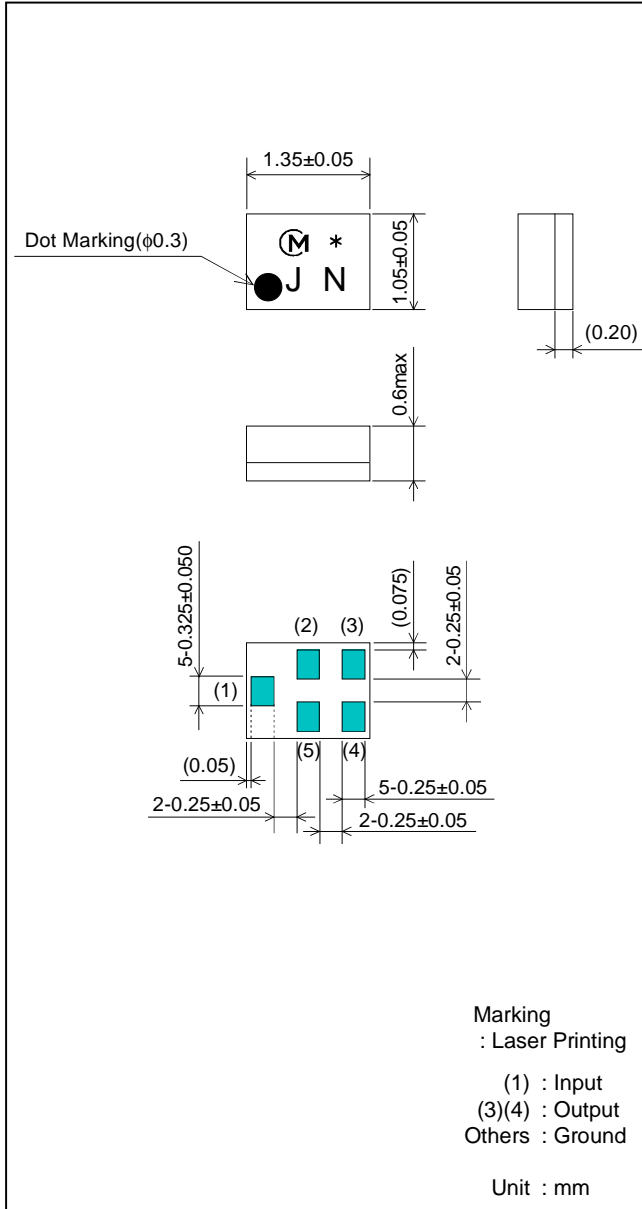 1.35±0.05
Dot Marking(ϕ0.3)
M *
J N
1.05±0.05
(0.20)
0.6max
5-0.325±0.050
(1)
(2)
(3)
(0.075)
2-0.25±0.05
(5)
(4)
(0.05)
5-0.25±0.05
2-0.25±0.05
2-0.25±0.05
Marking
: Laser Printing
(1) : Input
(3)(4) : Output
Others : Ground
Unit : mm